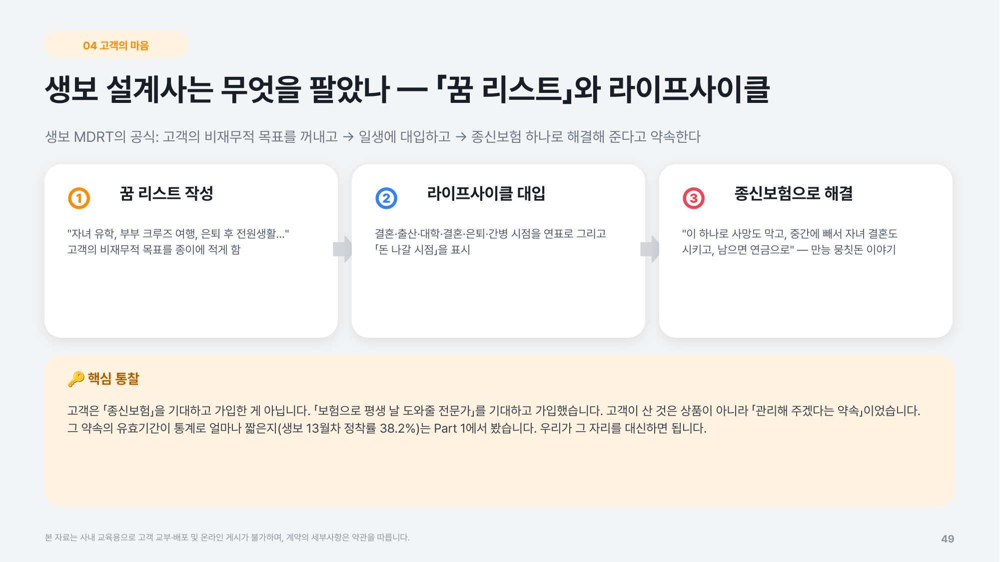 04 고객의 마음
생보 설계사는 무엇을 팔았나 — 「꿈 리스트」와 라이프사이클
생보 MDRT의 공식: 고객의 비재무적 목표를 꺼내고 → 일생에 대입하고 → 종신보험 하나로 해결해 준다고 약속한다
① 꿈 리스트 작성
"자녀 유학, 부부 크루즈 여행, 은퇴 후 전원생활…"
고객의 비재무적 목표를 종이에 적게 함
② 라이프사이클 대입
결혼·출산·대학·결혼·은퇴·간병 시점을 연표로 그리고
「돈 나갈 시점」을 표시
③ 종신보험으로 해결
"이 하나로 사망도 막고, 중간에 빼서 자녀 결혼도
시키고, 남으면 연금으로" — 만능 뭉칫돈 이야기
🔑 핵심 통찰
고객은 「종신보험」을 기대하고 가입한 게 아닙니다. 「보험으로 평생 날 도와줄 전문가」를 기대하고 가입했습니다. 고객이 산 것은 상품이 아니라 「관리해 주겠다는 약속」이었습니다.
그 약속의 유효기간이 통계로 얼마나 짧은지(생보 13월차 정착률 38.2%)는 Part 1에서 봤습니다. 우리가 그 자리를 대신하면 됩니다.
본 자료는 사내 교육용으로 고객 교부·배포 및 온라인 게시가 불가하며, 계약의 세부사항은 약관을 따릅니다.
49